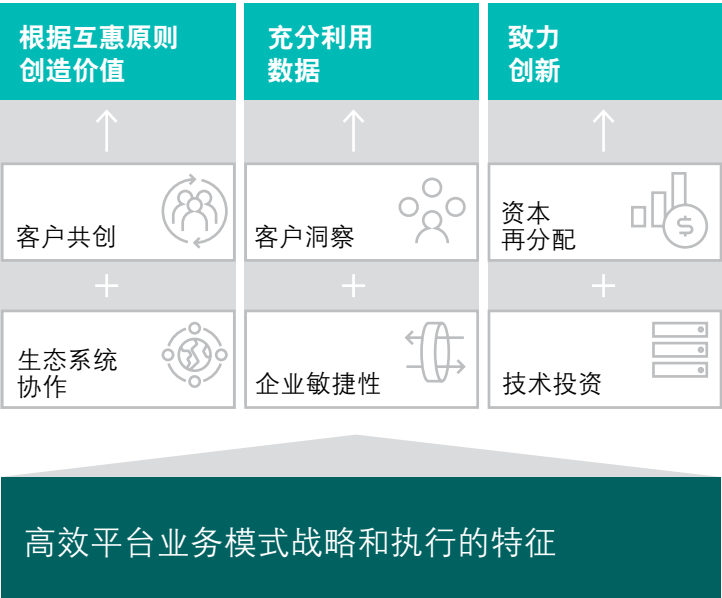 根据互惠原则
创造价值
充分利用
数据
致力
创新
客户共创
客户洞察
资本
再分配
$
生态系统
协作
企业敏捷性
技术投资
高效平台业务模式战略和执行的特征